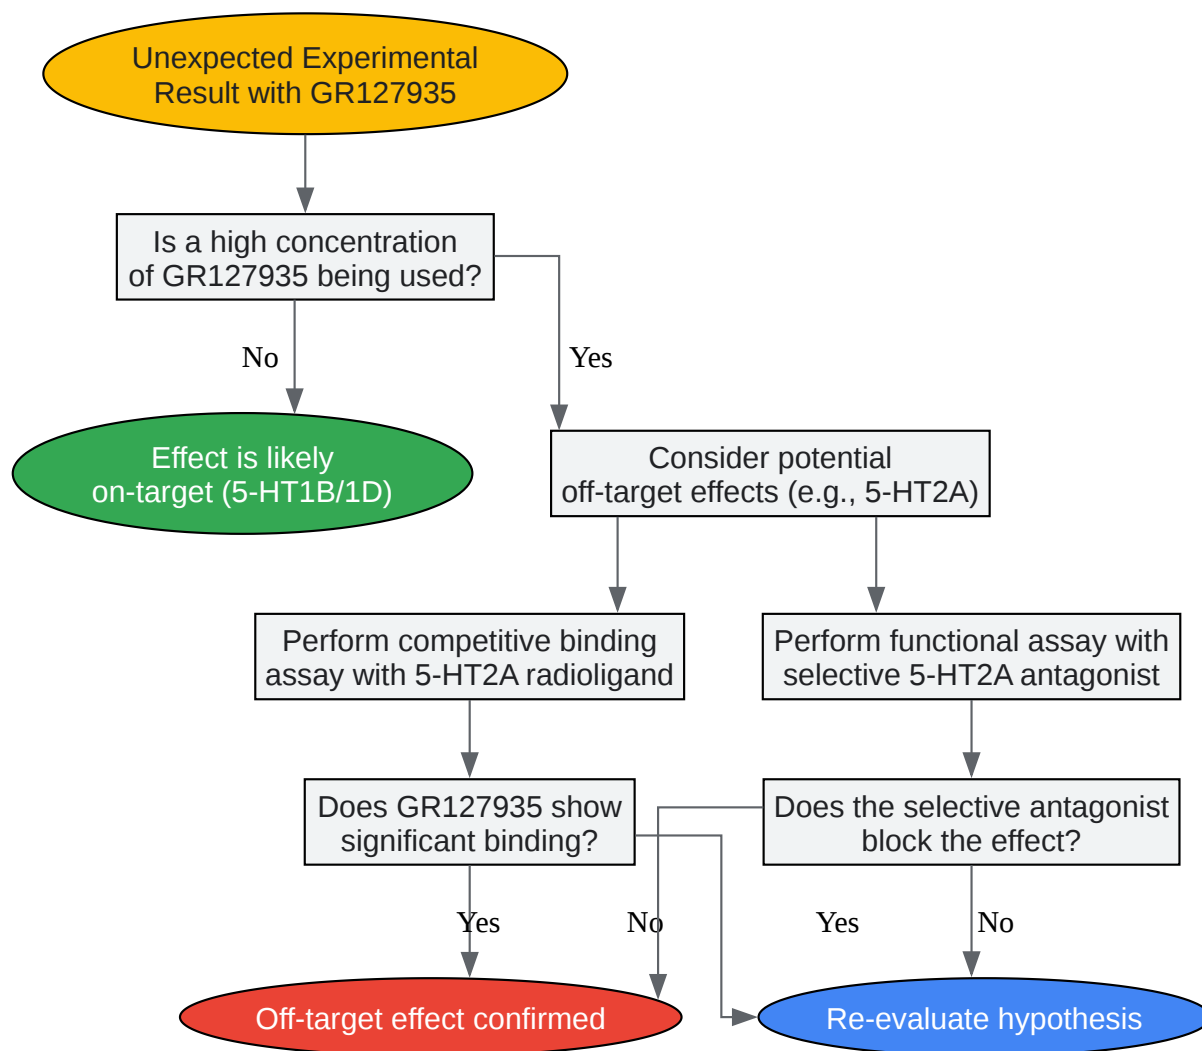 Unexpected Experimental
Result with GR127935
Is a high concentration
of GR127935 being used?
No
Yes
Effect is likely
on-target (5-HT1B/1D)
Consider potential
off-target effects (e.g., 5-HT2A)
Perform competitive binding
assay with 5-HT2A radioligand
Perform functional assay with
selective 5-HT2A antagonist
Does GR127935 show
significant binding?
Does the selective antagonist
block the effect?
Yes
No
Yes
No
Off-target effect confirmed
Re-evaluate hypothesis